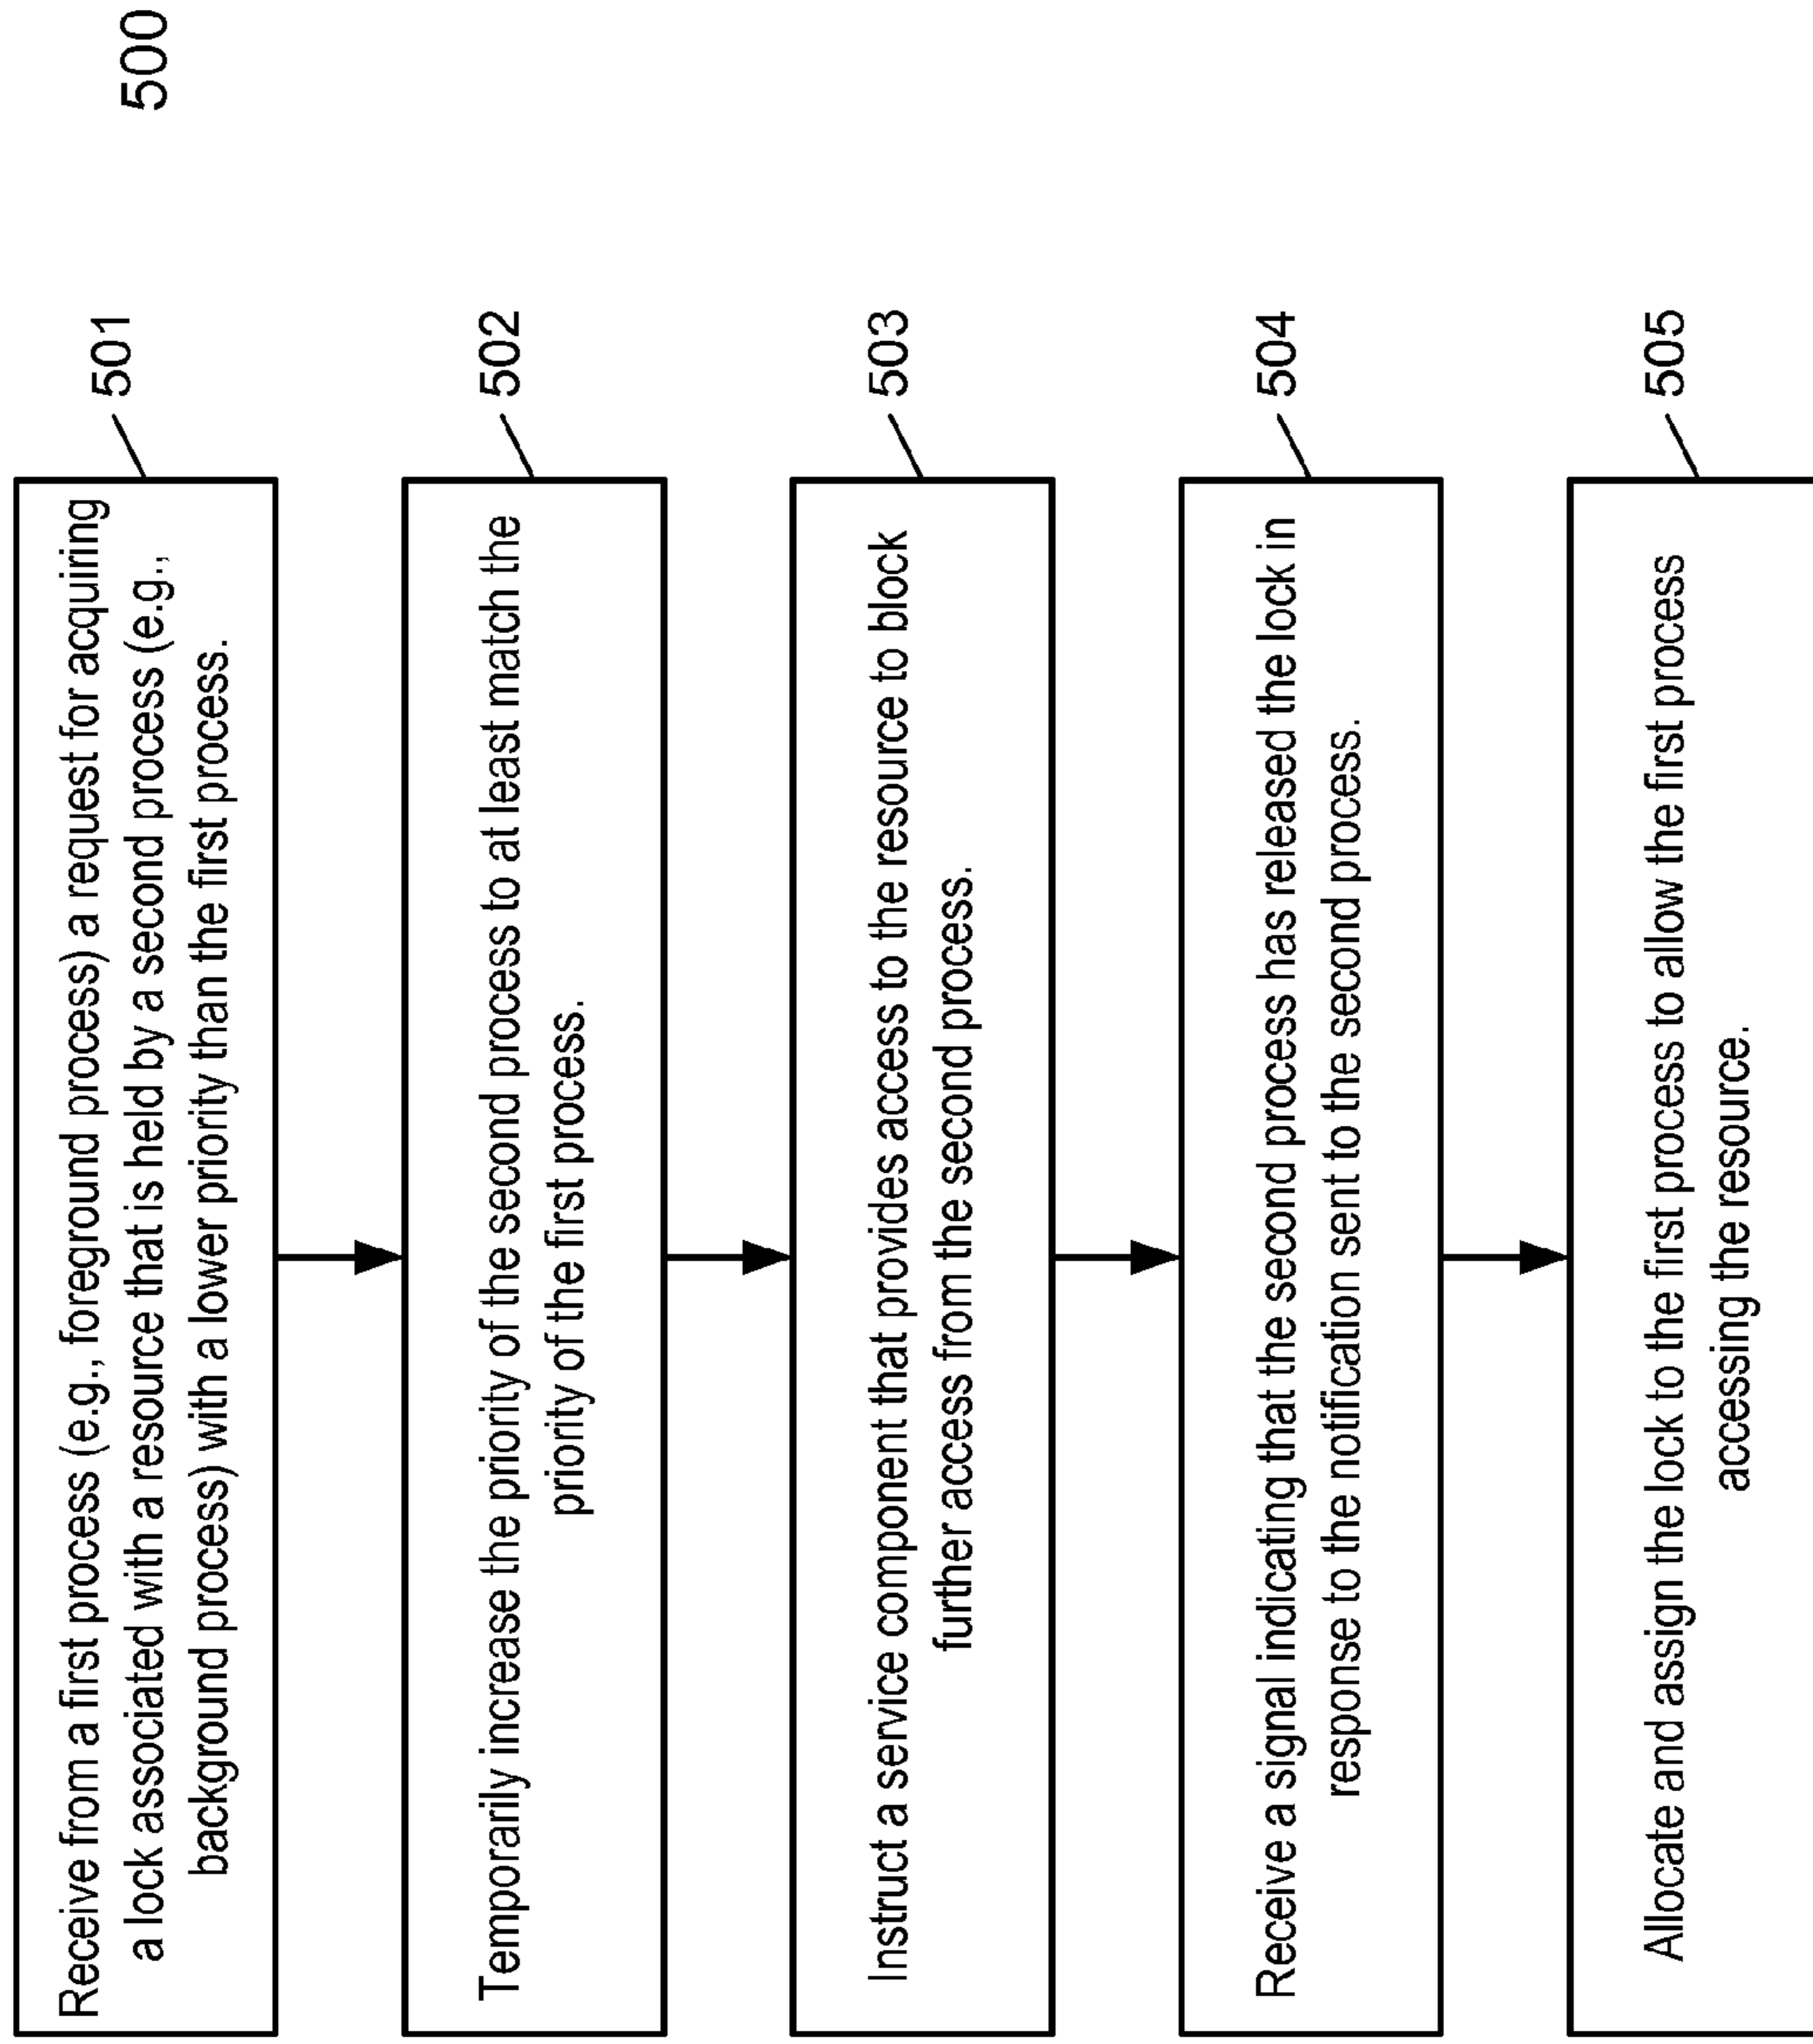 500
501
Receive from a first process (e.g., foreground process) a request for acquiring
a lock associated with a resource that is held by a second process (e.g.,
background process) with a lower priority than the first process.
502
Temporarily increase the priority of the second process to at least match the
priority of the first process.
503
Instruct a service component that provides access to the resource to block
further access from the second process.
504
Receive a signal indicating that the second process has released the lock in
response to the notification sent to the second process.
505
Allocate and assign the lock to the first process to allow the first process
accessing the resource.